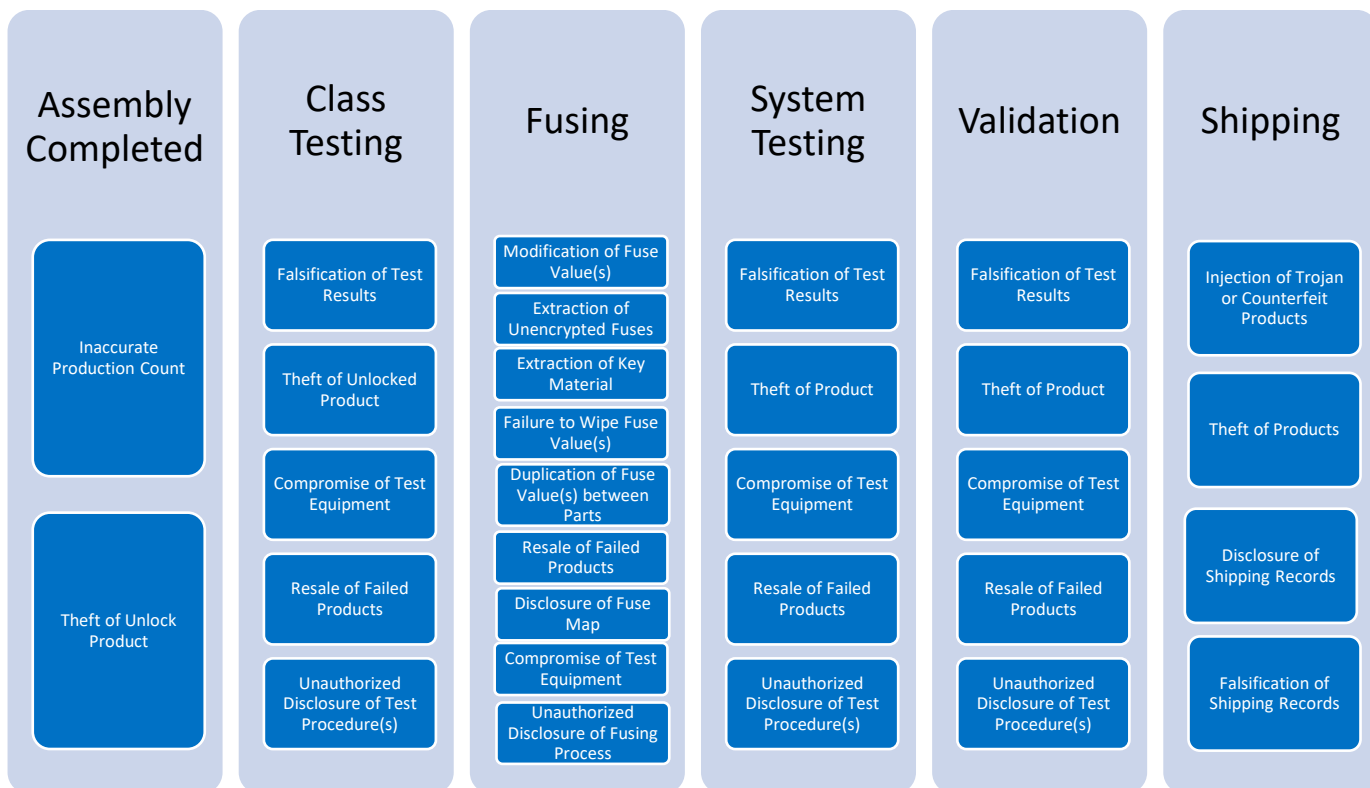 Assembly
Completed
Inaccurate
Production Count
Theft of Unlock
Product
Class
Testing
Falsification of Test
Results
Theft of Unlocked
Product
Compromise of Test
Equipment
Resale of Failed
Products
Unauthorized
Disclosure of Test
Procedure(s)
Fusing
Modification of Fuse
Value(s)
Extraction of
Unencrypted Fuses
Extraction of Key
Material
Failure to Wipe Fuse
Value(s)
Duplication of Fuse
Value(s) between
Parts
Resale of Failed
Products
Disclosure of Fuse
Map
Compromise of Test
Equipment
Unauthorized
Disclosure of Fusing
Process
System
Testing
Falsification of Test
Results
Theft of Product
Compromise of Test
Equipment
Resale of Failed
Products
Unauthorized
Disclosure of Test
Procedure(s)
Validation
Falsification of Test
Results
Theft of Product
Compromise of Test
Equipment
Resale of Failed
Products
Unauthorized
Disclosure of Test
Procedure(s)
Shipping
Injection of Trojan
or Counterfeit
Products
Theft of Products
Disclosure of
Shipping Records
Falsification of
Shipping Records